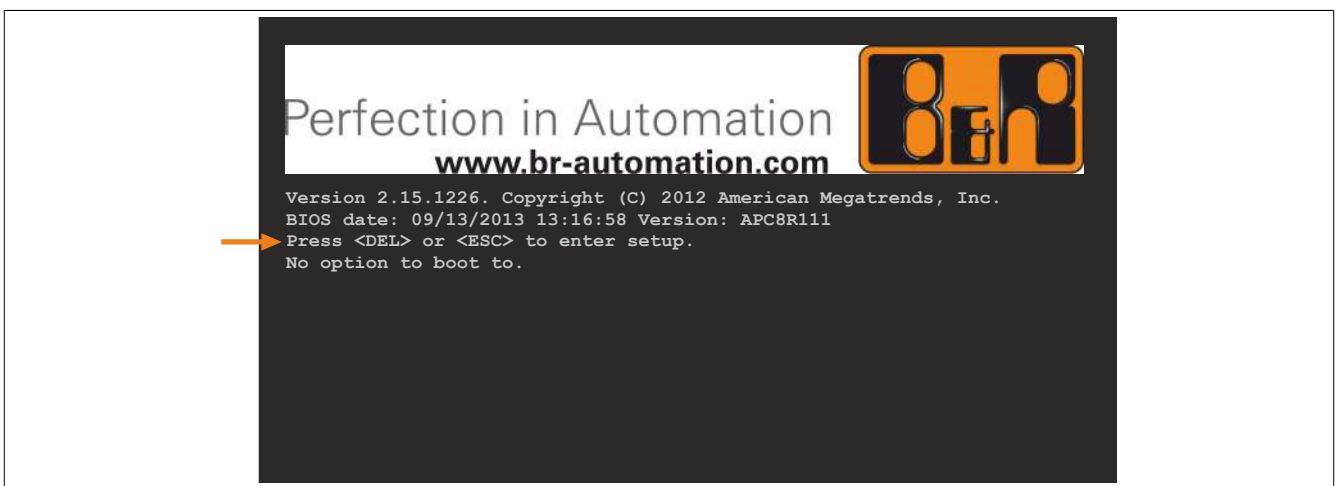 Perfection in Automation
www.br-automation.com
B&R
Version 2.15.1226. Copyright (C) 2012 American Megatrends, Inc.
BIOS date: 09/13/2013 13:16:58 Version: APC8R111
Press <DEL> or <ESC> to enter setup.
No option to boot to.